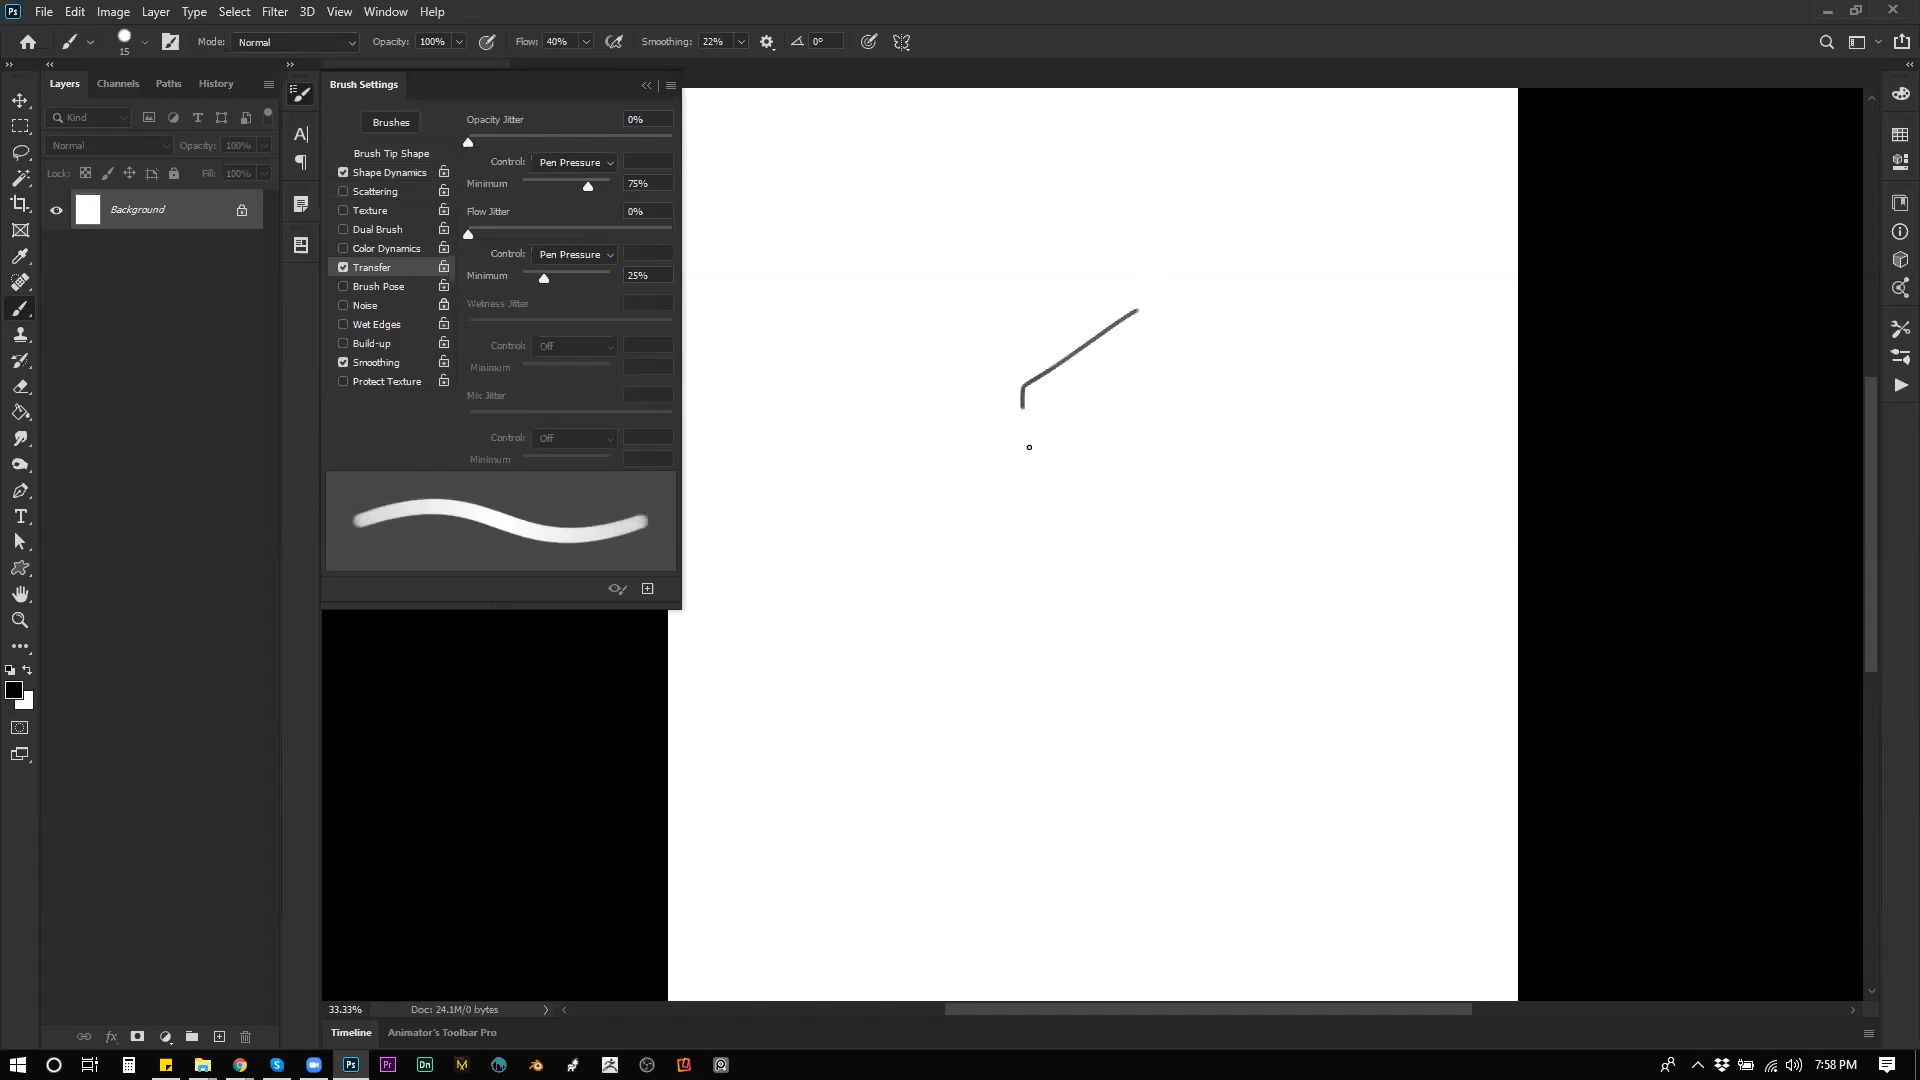 Ps File Edit Image Layer Type Select Filter 3D View Window Help
15 Mode: Normal Opacity: 100% Flow: 40% Smoothing: 22% 0°
Layers Channels Paths History
Kind
Normal Opacity: 100%
Lock: Fill: 100%
Background
Brush Settings
Brushes
Brush Tip Shape
Shape Dynamics
Scattering
Texture
Dual Brush
Color Dynamics
Transfer
Brush Pose
Noise
Wet Edges
Build-up
Smoothing
Protect Texture
Opacity Jitter 0%
Control: Pen Pressure
Minimum 75%
Flow Jitter 0%
Control: Pen Pressure
Minimum 25%
Wetness Jitter
Control: Off
Minimum
Mix Jitter
Control: Off
Minimum
33.33% Doc: 24.1M/0 bytes
Timeline Animator's Toolbar Pro
Ps Pr Dn
7:58 PM